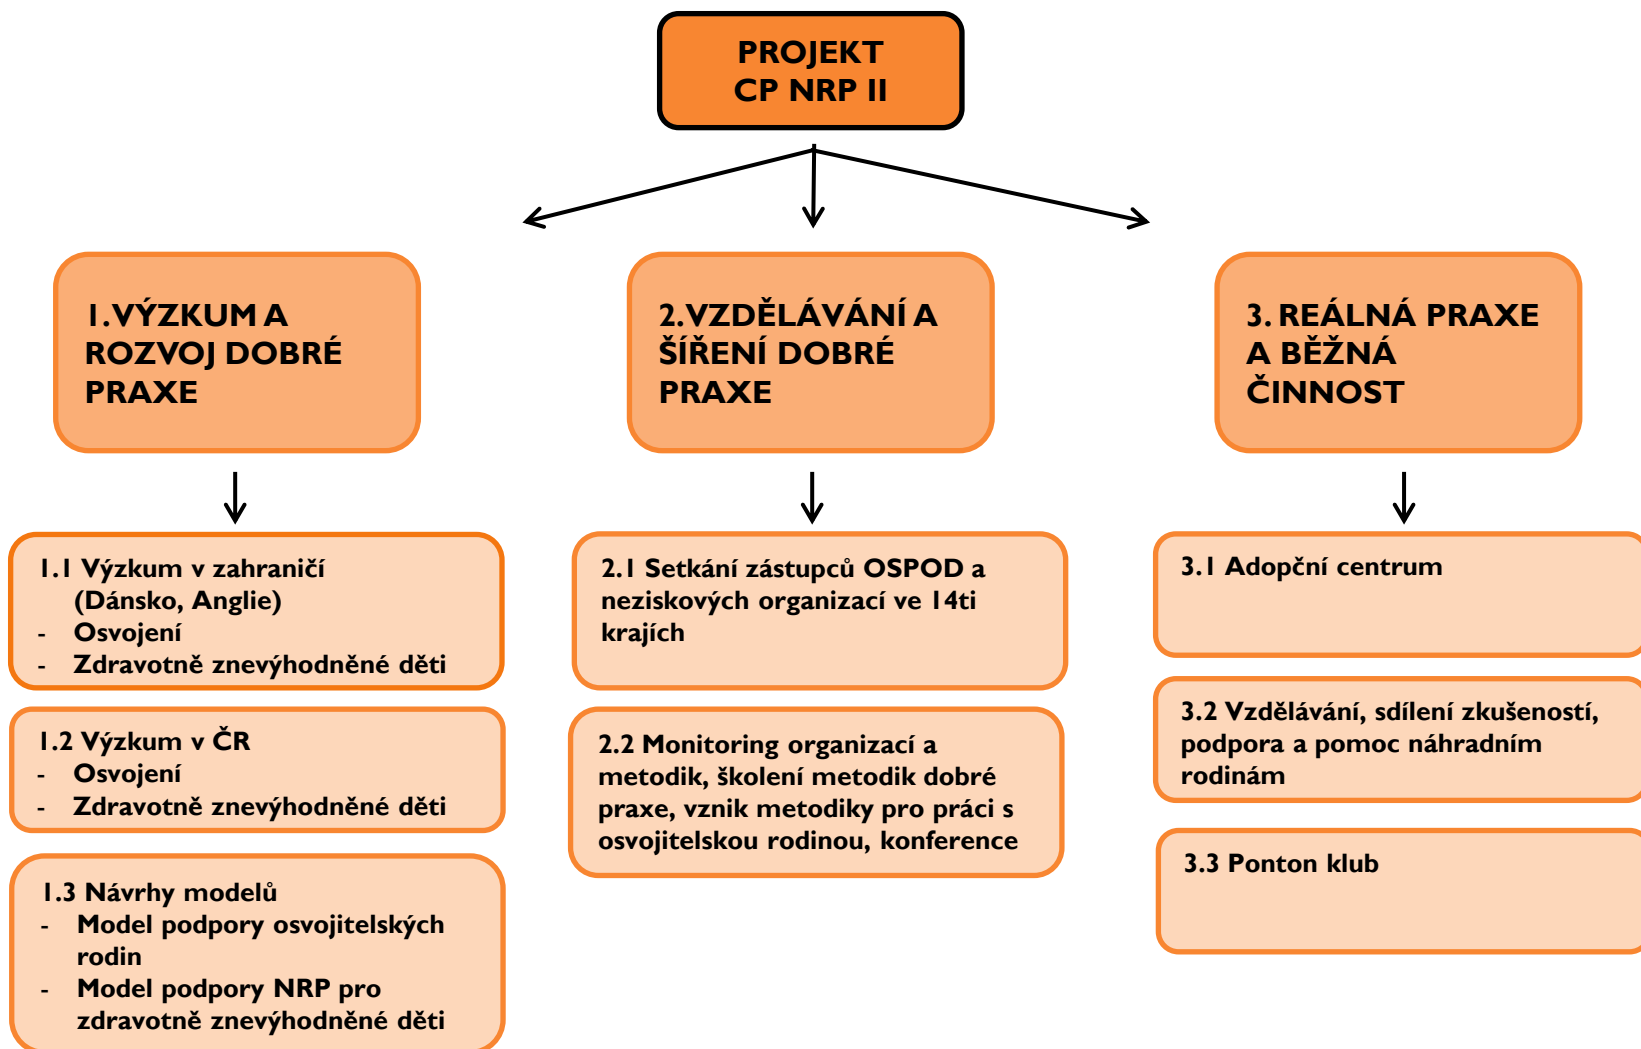 PROJEKT
CP NRP II
1. VÝZKUM A
ROZVOJ DOBRÉ
PRAXE
1.1 Výzkum v zahraničí
(Dánsko, Anglie)
- Osvojení
- Zdravotně znevýhodněné děti
1.2 Výzkum v ČR
- Osvojení
- Zdravotně znevýhodněné děti
1.3 Návrhy modelů
- Model podpory osvojitelských
rodin
- Model podpory NRP pro
zdravotně znevýhodněné děti
2. VZDĚLÁVÁNÍ A
ŠÍŘENÍ DOBRÉ
PRAXE
2.1 Setkání zástupců OSPOD a
neziskových organizací ve 14ti
krajích
2.2 Monitoring organizací a
metodik, školení metodik dobré
praxe, vznik metodiky pro práci s
osvojitelskou rodinou, konference
3. REÁLNÁ PRAXE
A BĚŽNÁ
ČINNOST
3.1 Adopční centrum
3.2 Vzdělávání, sdílení zkušeností,
podpora a pomoc náhradním
rodinám
3.3 Ponton klub